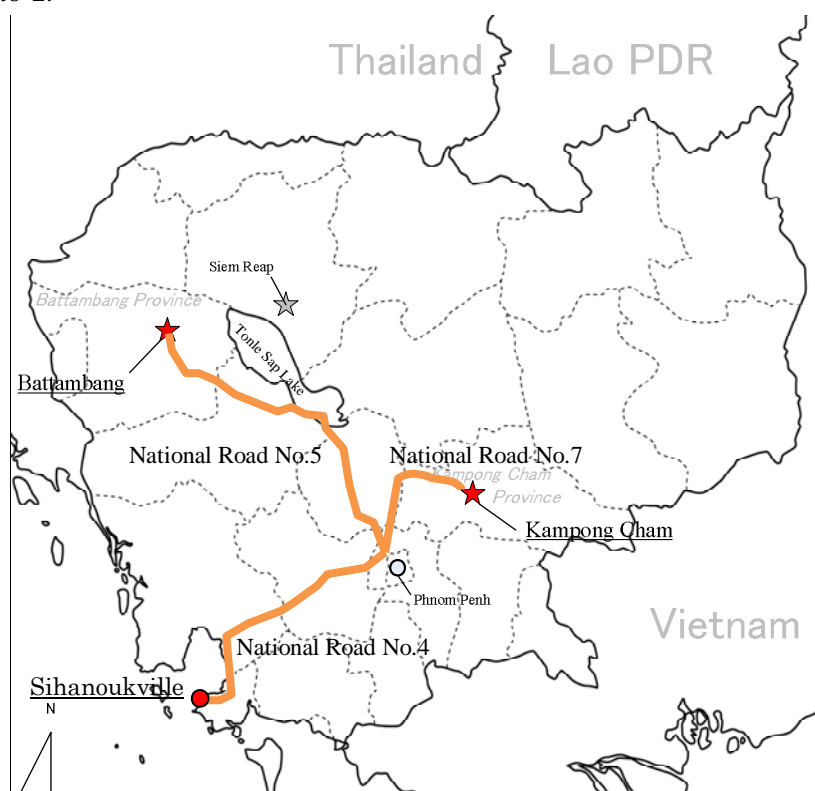 Thailand
Lao PDR
Siem Reap
Battambang Province
Tonle Sap Lake
Battambang
National Road No.5
National Road No.7
Kampong Cham
Province
Kampong Cham
Phnom Penh
Vietnam
National Road No.4
Sihanoukville
N